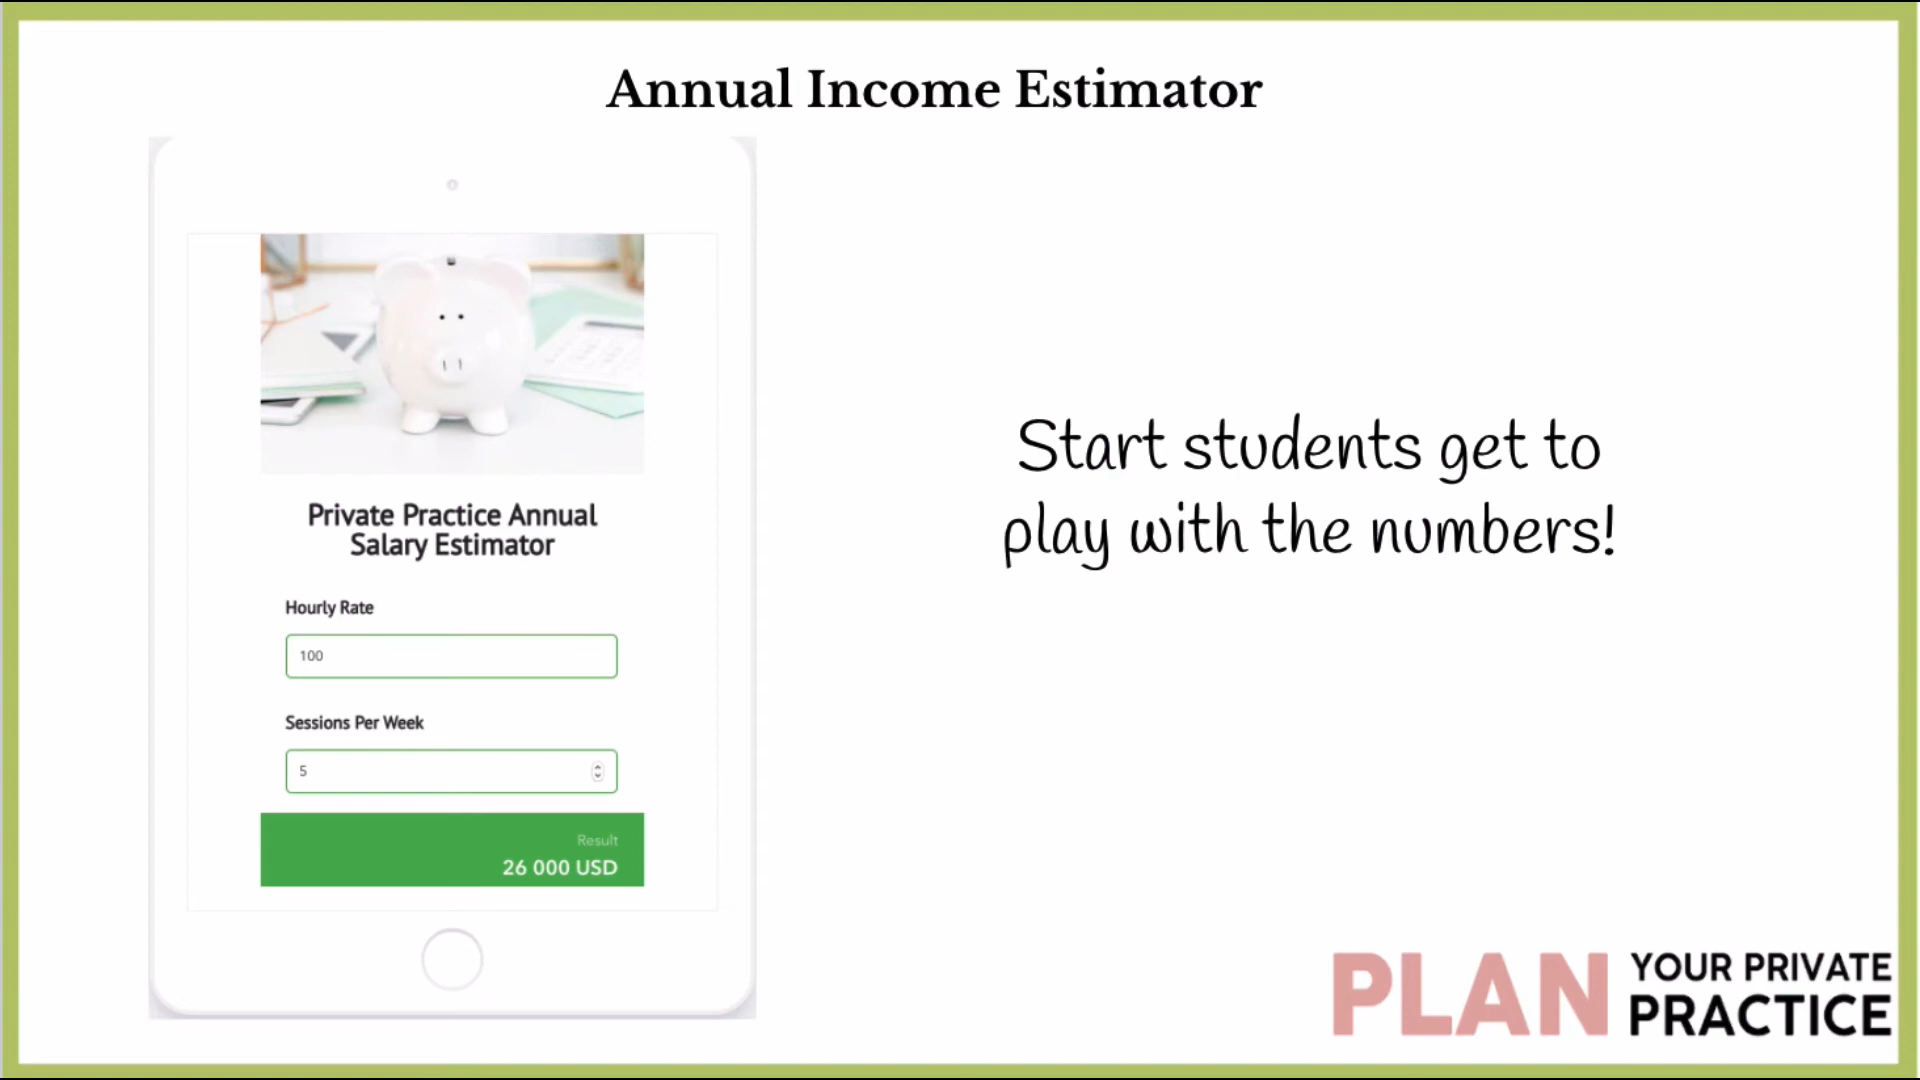 Annual Income Estimator
Private Practice Annual
Salary Estimator
Hourly Rate
100
Sessions Per Week
5
Result
26 000 USD
Start students get to
play with the numbers!
PLAN YOUR PRIVATE
PRACTICE